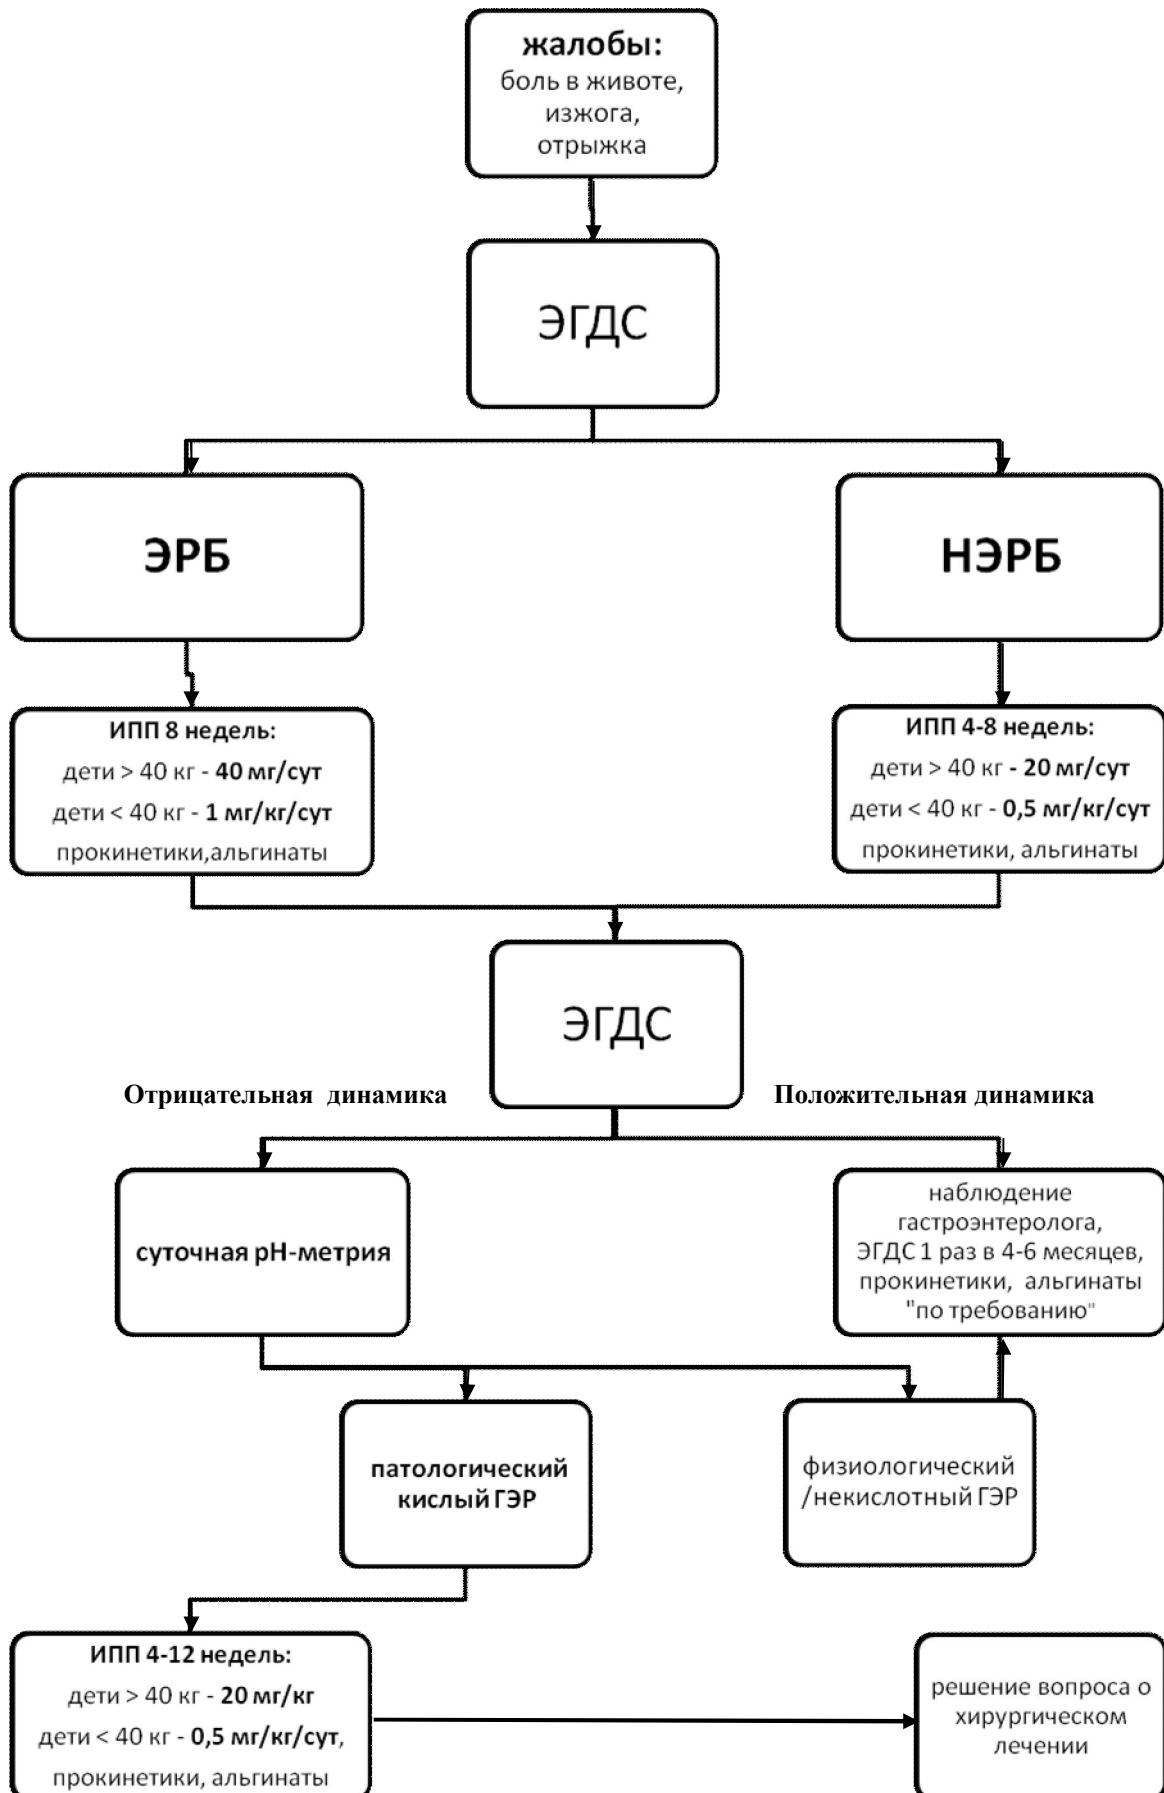 жалобы:
боль в животе,
изжога,
отрыжка
ЭГДС
ЭРБ
НЭРБ
ИПП 8 недель:
дети > 40 кг - 40 мг/сут
дети < 40 кг - 1 мг/кг/сут
прокинетики,альгинаты
ИПП 4-8 недель:
дети > 40 кг - 20 мг/сут
дети < 40 кг - 0,5 мг/кг/сут
прокинетики, альгинаты
ЭГДС
Отрицательная динамика
Положительная динамика
суточная рН-метрия
наблюдение
гастроэнтеролога,
ЭГДС 1 раз в 4-6 месяцев,
прокинетики, альгинаты
"по требованию"
патологический
кислый ГЭР
физиологический
/некислотный ГЭР
ИПП 4-12 недель:
дети > 40 кг - 20 мг/кг
дети < 40 кг - 0,5 мг/кг/сут,
прокинетики, альгинаты
решение вопроса о
хирургическом
лечении